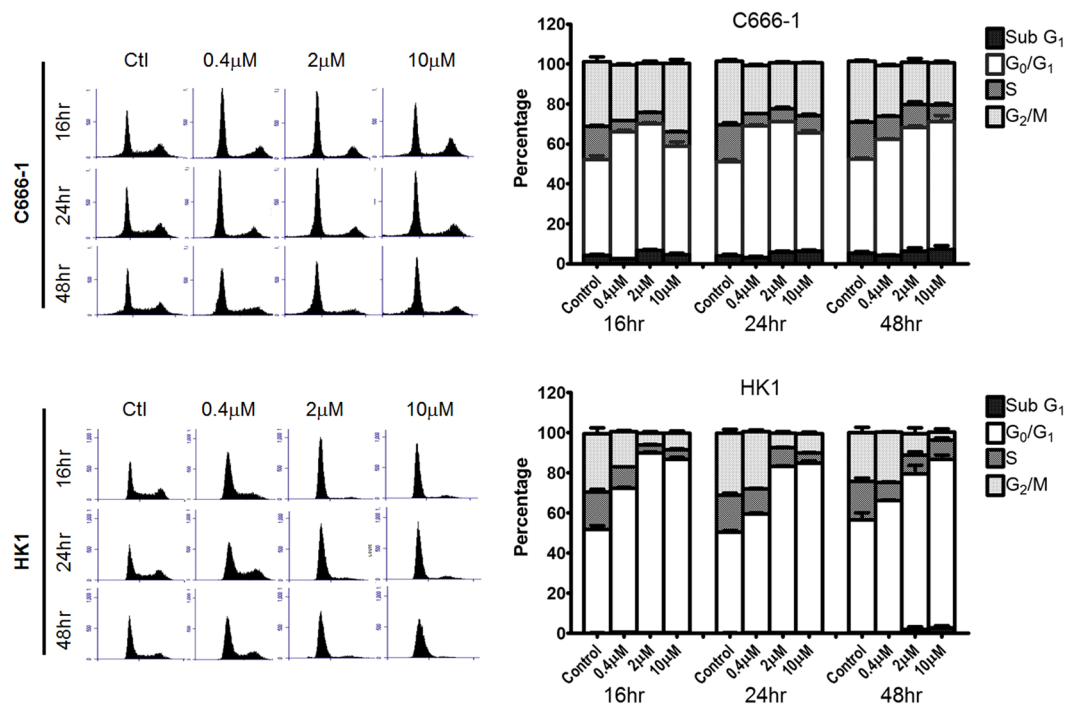 C666-1
Ctl 0.4µM 2µM 10µM
16hr
24hr
48hr
C666-1
C666-1
120
100
80
60
40
20
0
Percentage
Control 0.4µM 2µM 10µM Control 0.4µM 2µM 10µM Control 0.4µM 2µM 10µM
16hr 24hr 48hr
Sub G1
G0/G1
S
G2/M
Ctl 0.4µM 2µM 10µM
16hr
24hr
48hr
HK1
HK1
120
100
80
60
40
20
0
Percentage
Control 0.4µM 2µM 10µM Control 0.4µM 2µM 10µM Control 0.4µM 2µM 10µM
16hr 24hr 48hr
Sub G1
G0/G1
S
G2/M